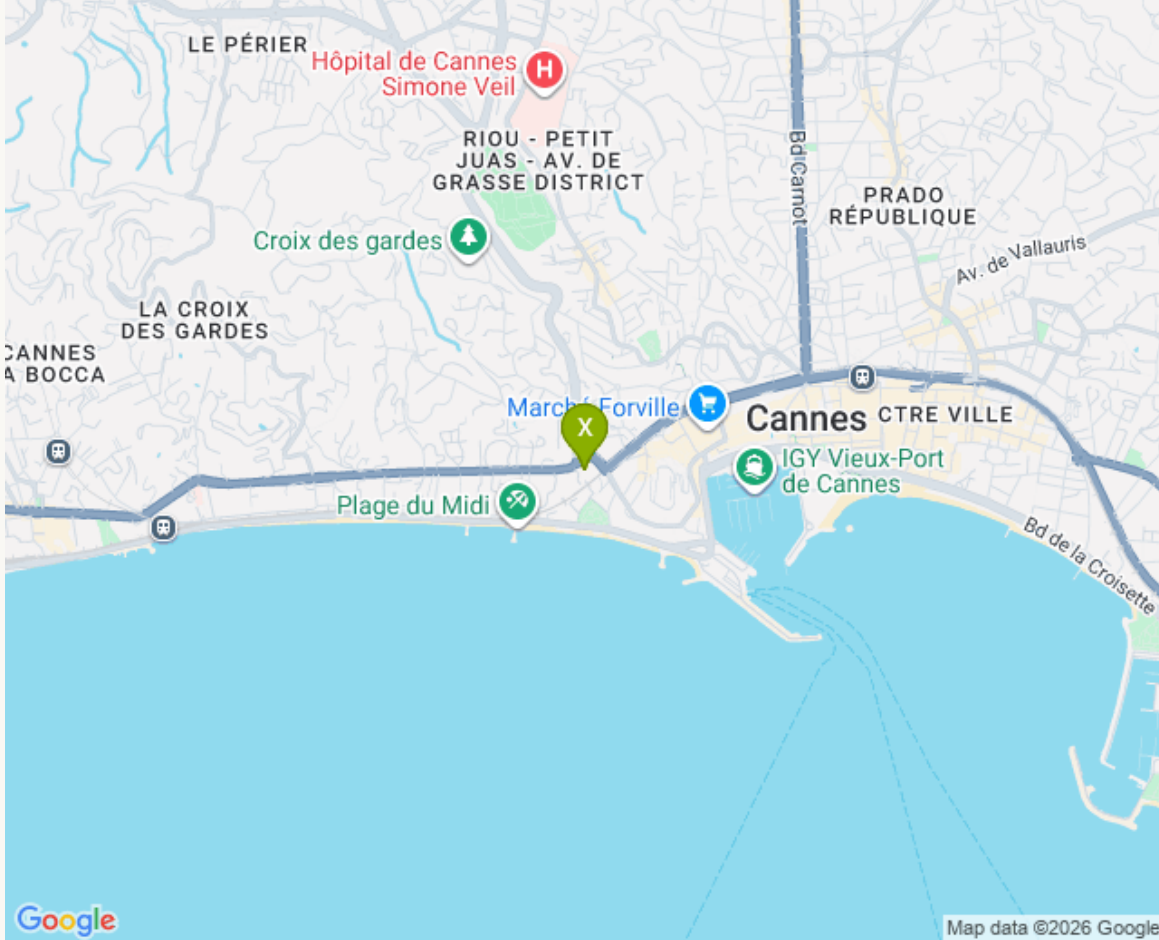 LE PÉRIER
Hôpital de Cannes
Simone Veil
H
RIOU - PETIT
JUAS - AV. DE
GRASSE DISTRICT
Bd Carnot
PRADO
RÉPUBLIQUE
Croix des gardes
Av. de Vallauris
LA CROIX
DES GARDES
CANNES
A BOCCA
Marché Forville
X
Cannes
CTRE VILLE
IGY Vieux-Port
de Cannes
Plage du Midi
Bd de la Croisette
Google
Map data ©2026 Google